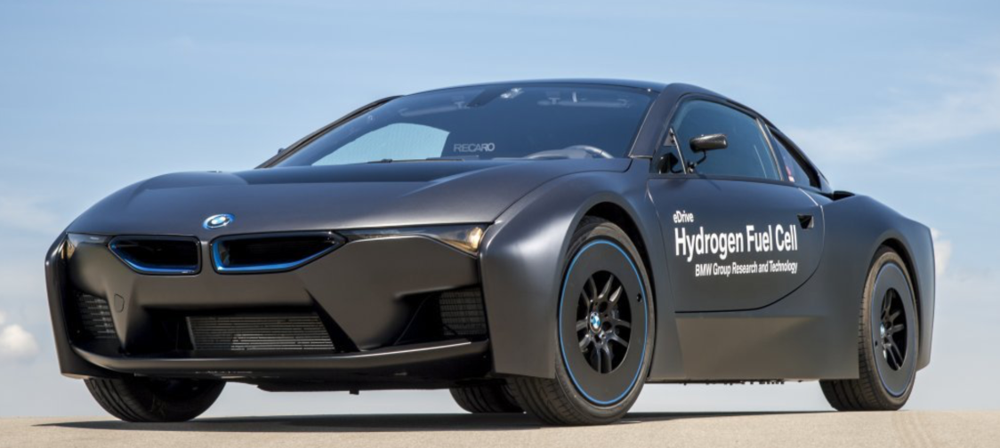 RECARO
eDrive
Hydrogen Fuel Cell
BMW Group Research and Technology